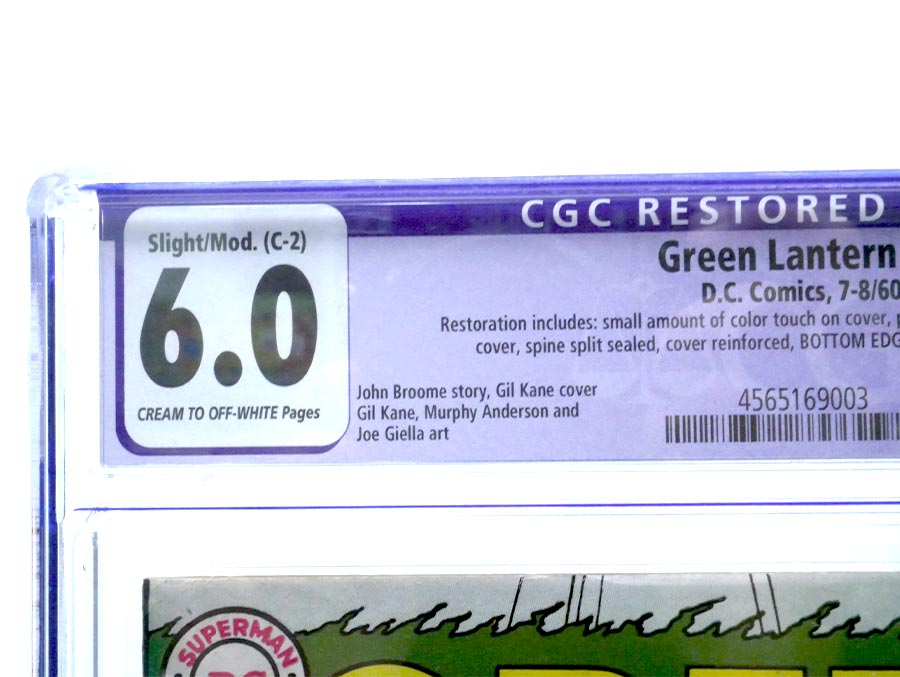 CGC RESTORED
Slight/Mod. (C-2)
6.0
CREAM TO OFF-WHITE Pages
Green Lantern
D.C. Comics, 7-8/60
Restoration includes: small amount of color touch on cover,
cover, spine split sealed, cover reinforced, BOTTOM EDG
John Broome story, Gil Kane cover
Gil Kane, Murphy Anderson and
Joe Giella art
4565169003
SUPERMAN